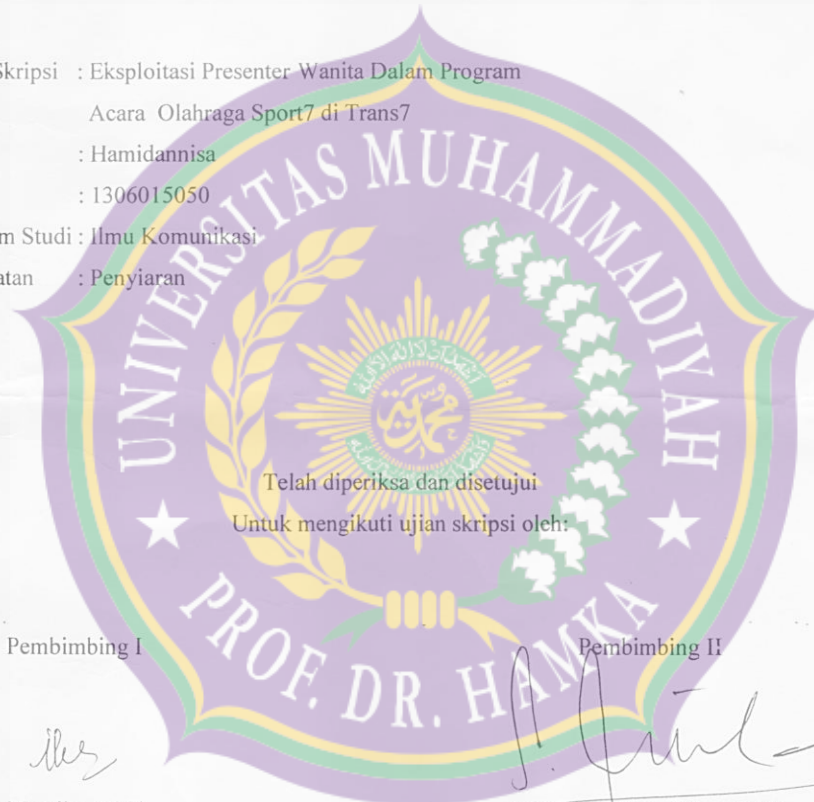 Skripsi : Eksploitasi Presenter Wanita Dalam Program
Acara Olahraga Sport7 di Trans7
: Hamidannisa
: 1306015050
m Studi : Ilmu Komunikasi
atan : Penyiaran
UNIVERSITAS MUHAMMADIYAH
محمدية
Telah diperiksa dan disetujui
Untuk mengikuti ujian skripsi oleh:
PROF. DR. HAMKA
Pembimbing I
Pembimbing II